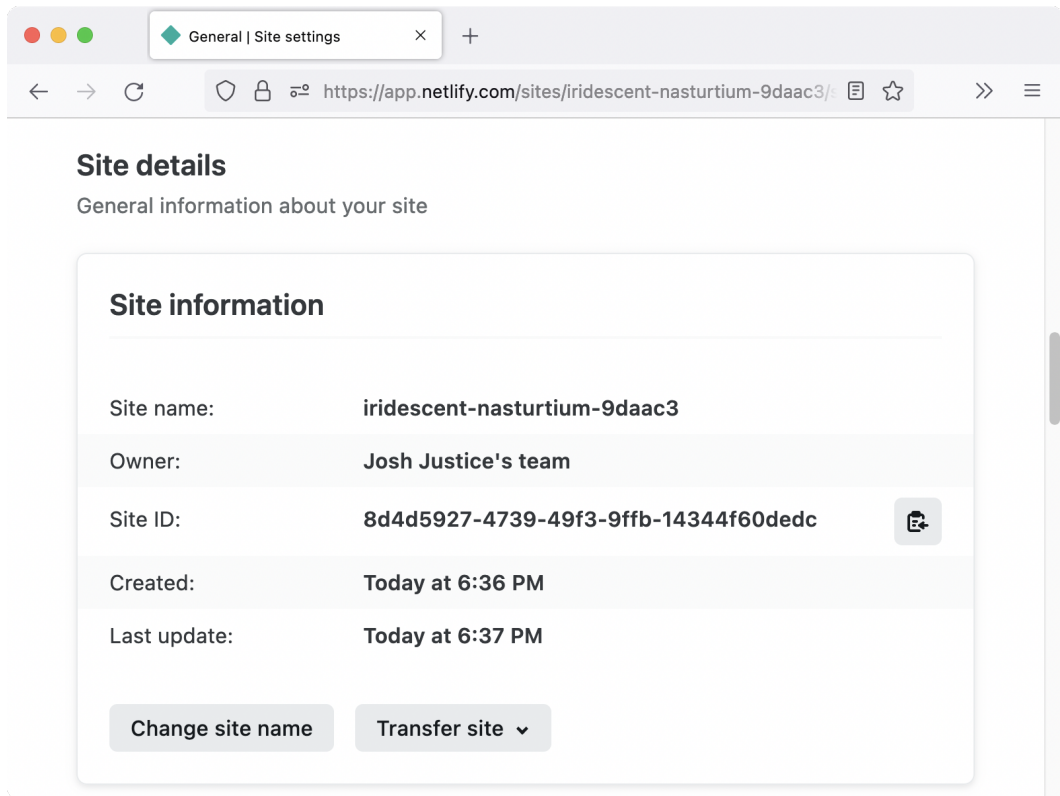 General | Site settings
https://app.netlify.com/sites/iridescent-nasturtium-9daac3/s
Site details
General information about your site
Site information
Site name: iridescent-nasturtium-9daac3
Owner: Josh Justice's team
Site ID: 8d4d5927-4739-49f3-9ffb-14344f60dedc
Created: Today at 6:36 PM
Last update: Today at 6:37 PM
Change site name Transfer site